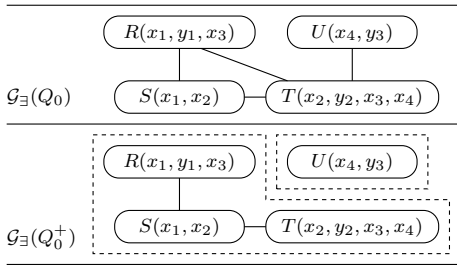 R(x₁, y₁, x₃) U(x₄, y₃)
𝒢∃(Q₀) S(x₁, x₂) T(x₂, y₂, x₃, x₄)
R(x₁, y₁, x₃) U(x₄, y₃)
𝒢∃(Q₀⁺) S(x₁, x₂) T(x₂, y₂, x₃, x₄)